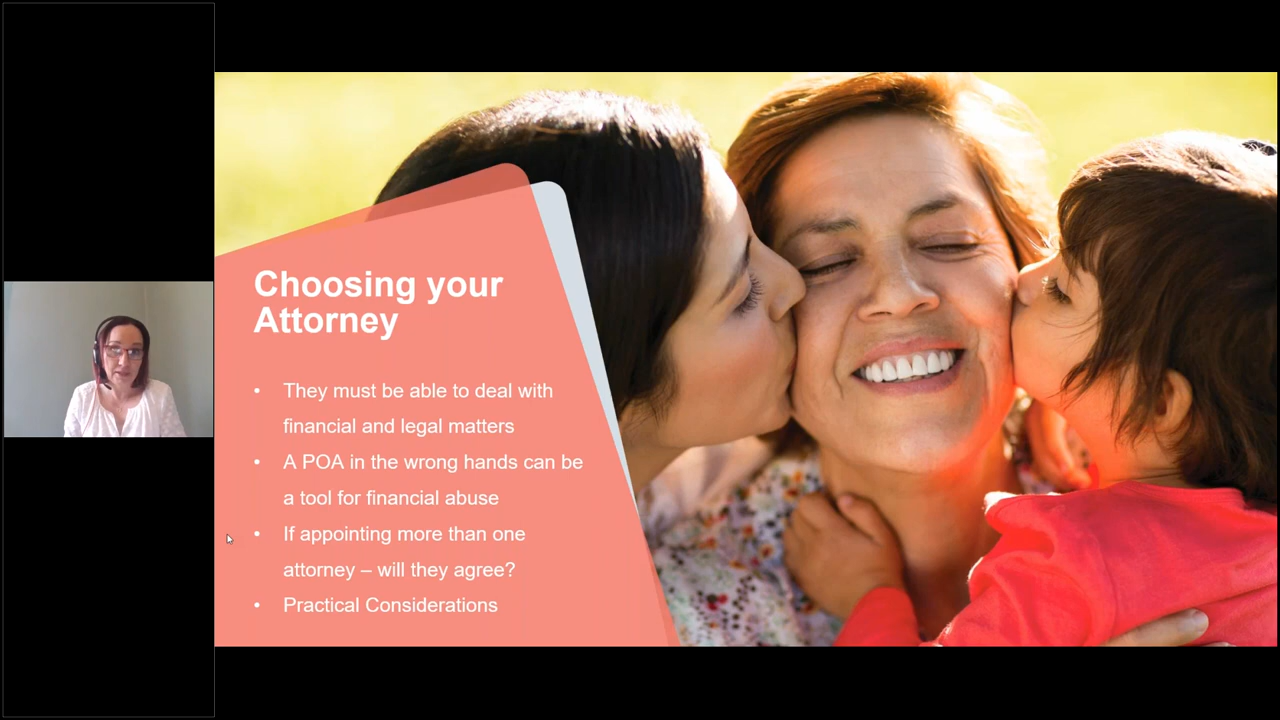 Choosing your
Attorney
• They must be able to deal with
financial and legal matters
• A POA in the wrong hands can be
a tool for financial abuse
• If appointing more than one
attorney – will they agree?
• Practical Considerations